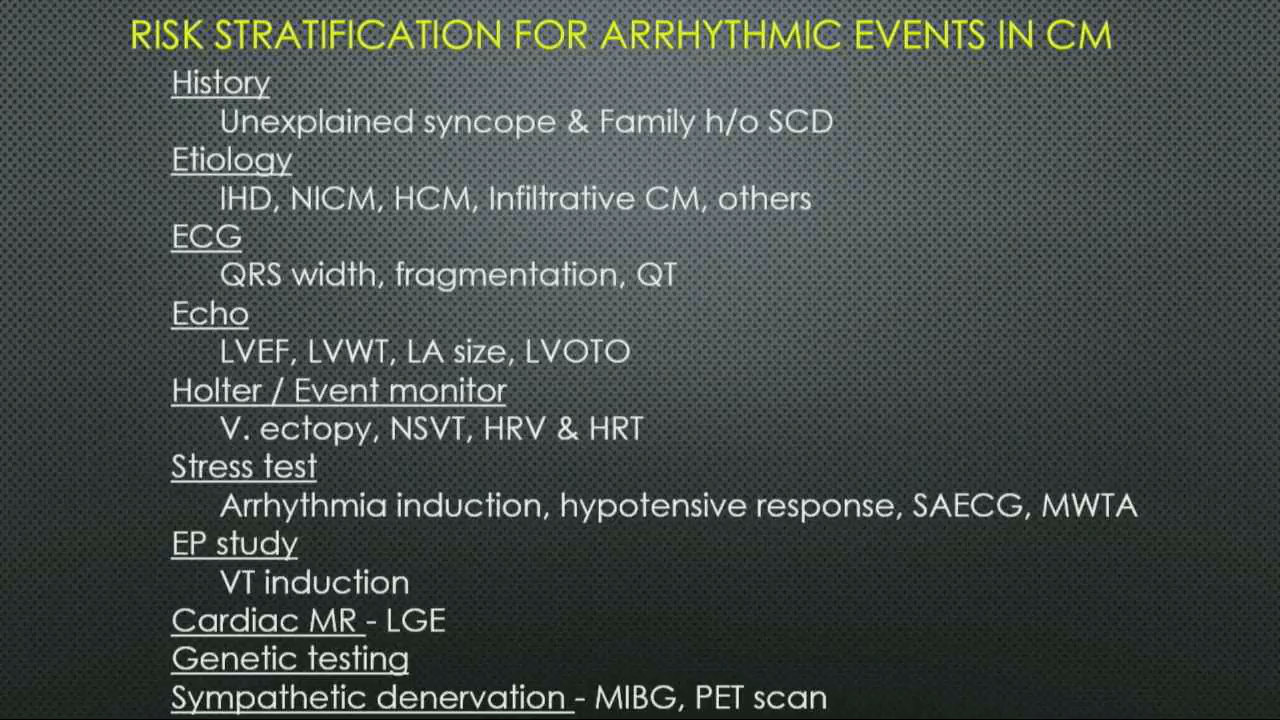 RISK STRATIFICATION FOR ARRHYTHMIC EVENTS IN CM
History
Unexplained syncope & Family h/o SCD
Etiology
IHD, NICM, HCM, Infiltrative CM, others
ECG
QRS width, fragmentation, QT
Echo
LVEF, LVWT, LA size, LVOTO
Holter / Event monitor
V. ectopy, NSVT, HRV & HRT
Stress test
Arrhythmia induction, hypotensive response, SAECG, MWTA
EP study
VT induction
Cardiac MR - LGE
Genetic testing
Sympathetic denervation - MIBG, PET scan